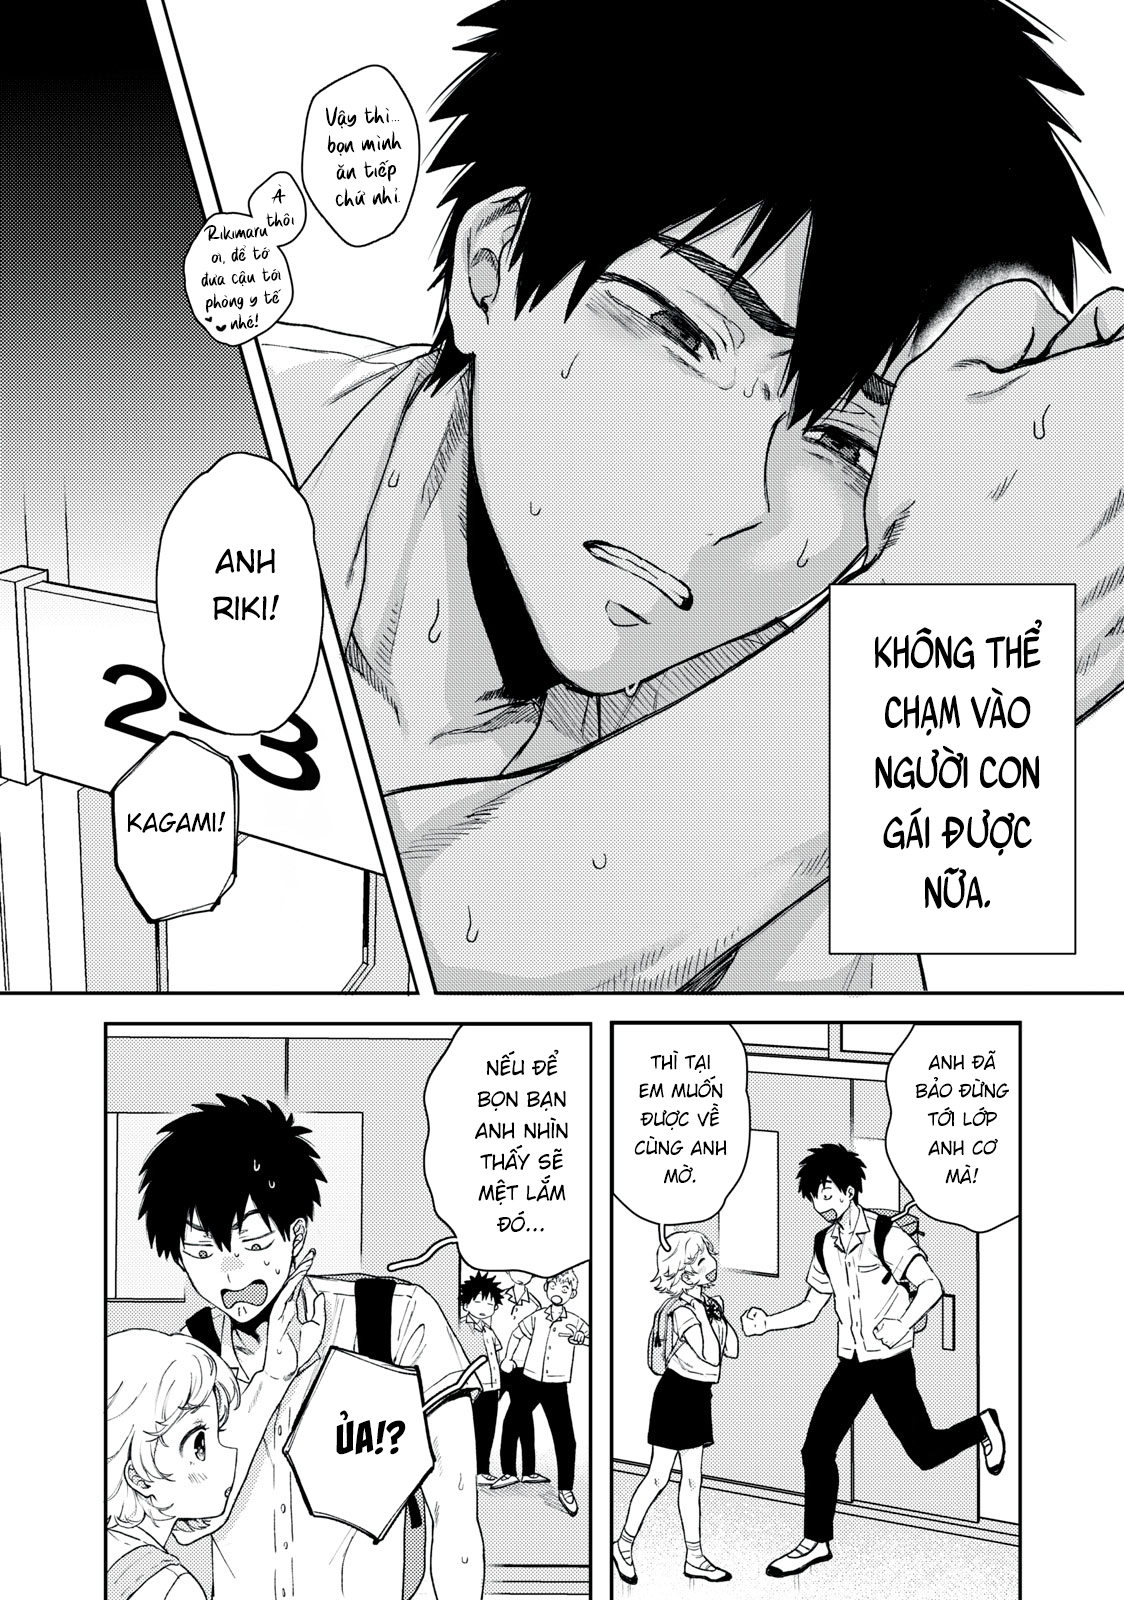 Vậy thì...
bọn mình
ăn tiếp
chứ nhỉ.
À
thôi
Rikimaru
ơi, để tớ
đưa cậu tới
phòng y tế
nhé!
KHÔNG THỂ
CHẠM VÀO
NGƯỜI CON
GÁI ĐƯỢC
NỮA.
ANH
RIKI!
2-3
KAGAMI!
ANH ĐÃ
BẢO ĐỪNG
TỚI LỚP
ANH CƠ
MÀ!
THÌ TẠI
EM MUỐN
ĐƯỢC VỀ
CÙNG ANH
MỜ.
NẾU ĐỂ
BỌN BẠN
ANH NHÌN
THẤY SẼ
MỆT LẮM
ĐÓ...
ỦA!?